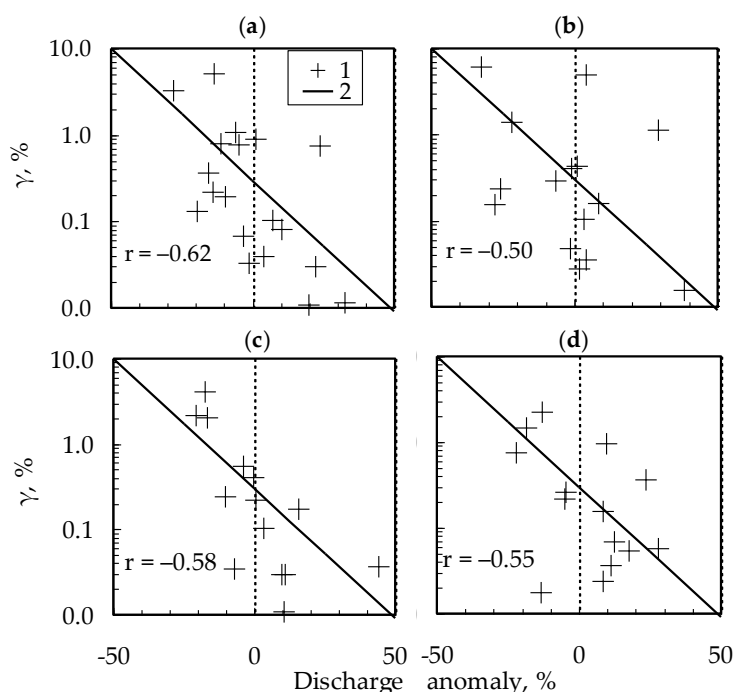 (a) (b)
10.0
1.0
0.1
0.0
γ, %
1
2
r = –0.62
r = –0.50
(c) (d)
10.0
1.0
0.1
0.0
γ, %
r = –0.58
r = –0.55
-50 0 50 -50 0 50
Discharge anomaly, %